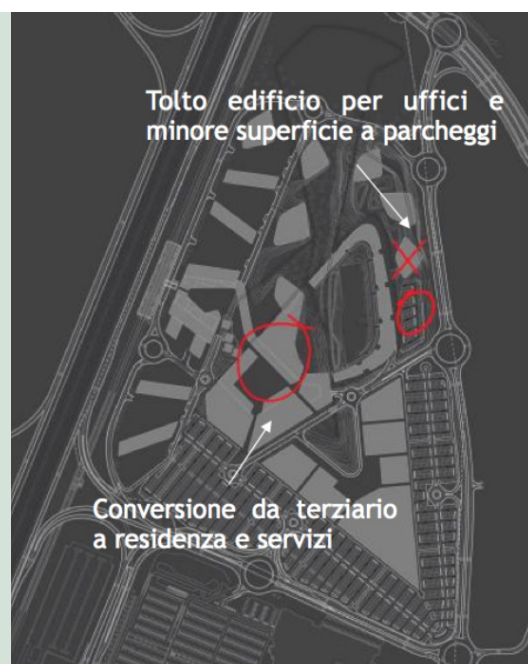 Tolto edificio per uffici e
minore superficie a parcheggi
Conversione da terziario
a residenza e servizi